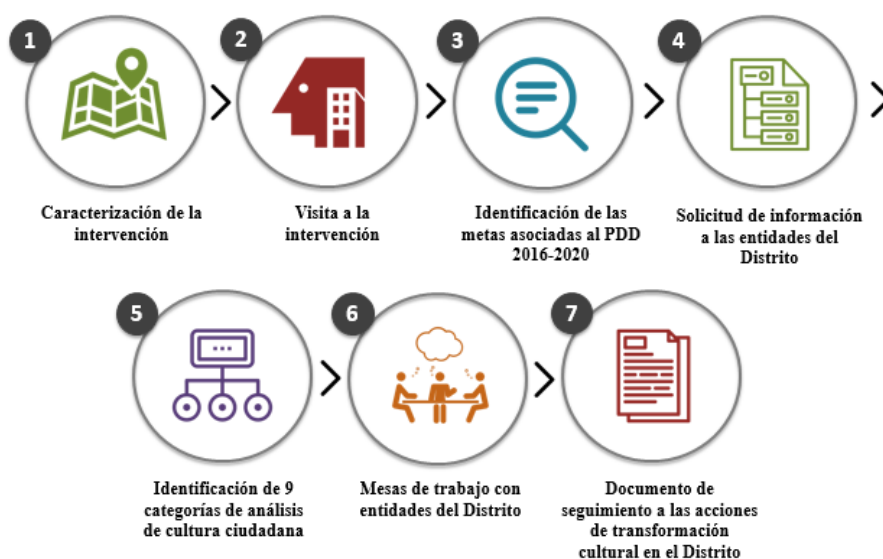 1
Caracterización de la
intervención
2
Visita a la
intervención
3
Identificación de las
metas asociadas al PDD
2016-2020
4
Solicitud de información
a las entidades del
Distrito
5
Identificación de 9
categorías de análisis
de cultura ciudadana
6
Mesas de trabajo con
entidades del Distrito
7
Documento de
seguimiento a las acciones
de transformación
cultural en el Distrito